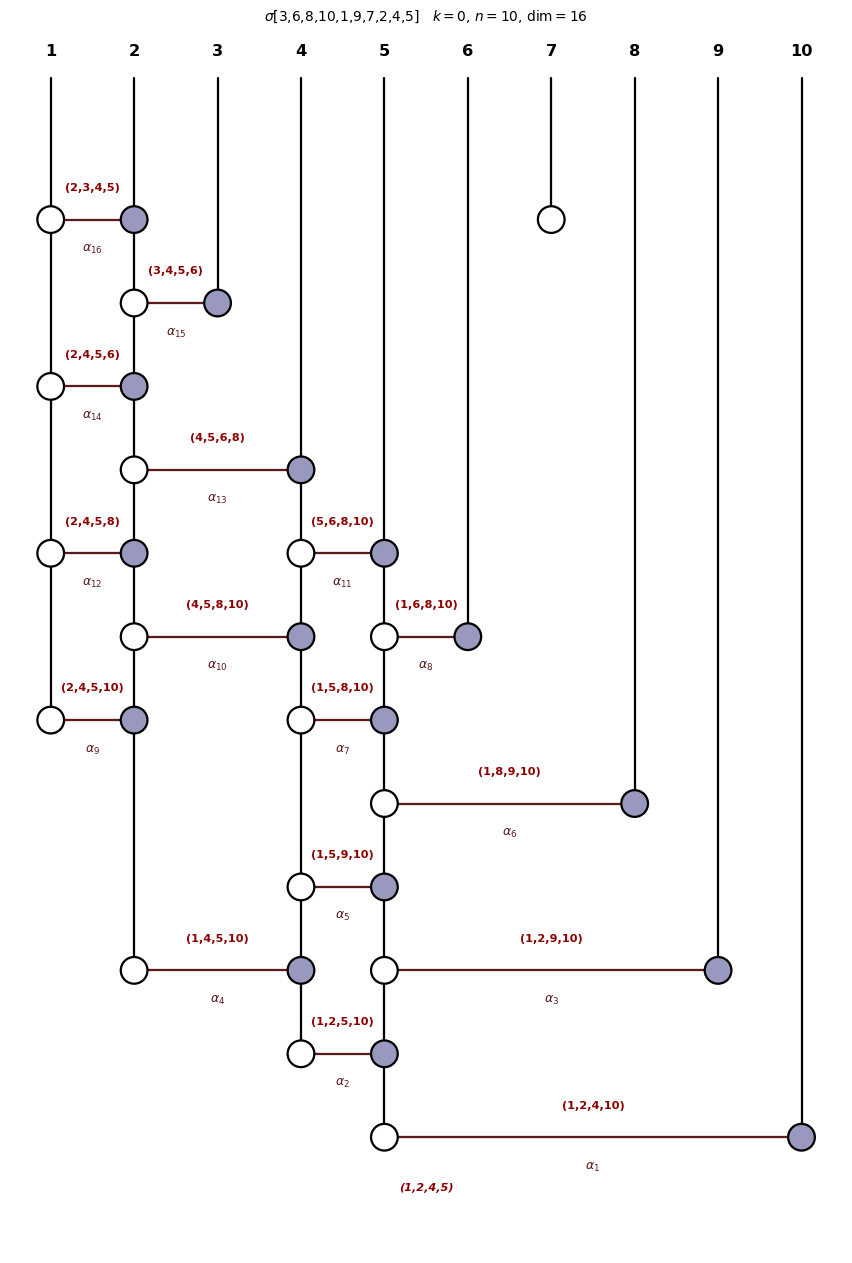 σ[3,6,8,10,1,9,7,2,4,5] k=0, n=10, dim=16
1 2 3 4 5 6 7 8 9 10
(2,3,4,5)
α16
(3,4,5,6)
α15
(2,4,5,6)
α14
(4,5,6,8)
α13
(2,4,5,8) (5,6,8,10)
α12 α11
(4,5,8,10) (1,6,8,10)
α10 α8
(2,4,5,10) (1,5,8,10)
α9 α7
(1,8,9,10)
α6
(1,5,9,10)
α5
(1,4,5,10) (1,2,9,10)
α4 α3
(1,2,5,10)
α2
(1,2,4,10)
α1
(1,2,4,5)